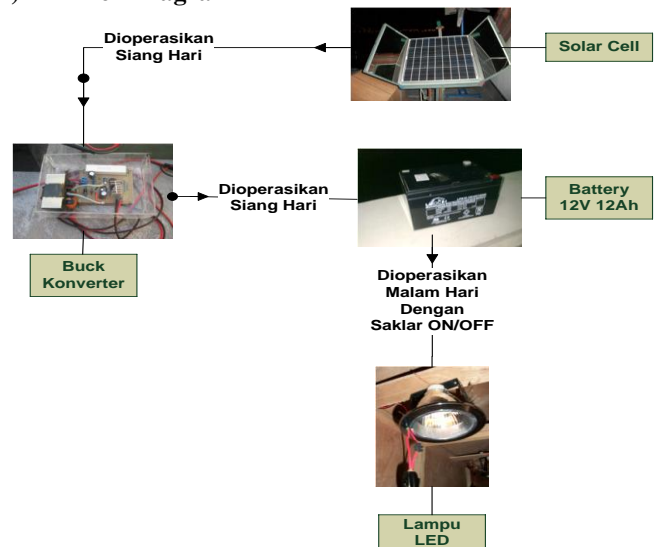 Dioperasikan
Siang Hari
Solar Cell
Dioperasikan
Siang Hari
Battery
12V 12Ah
Buck
Konverter
Dioperasikan
Malam Hari
Dengan
Saklar ON/OFF
Lampu
LED